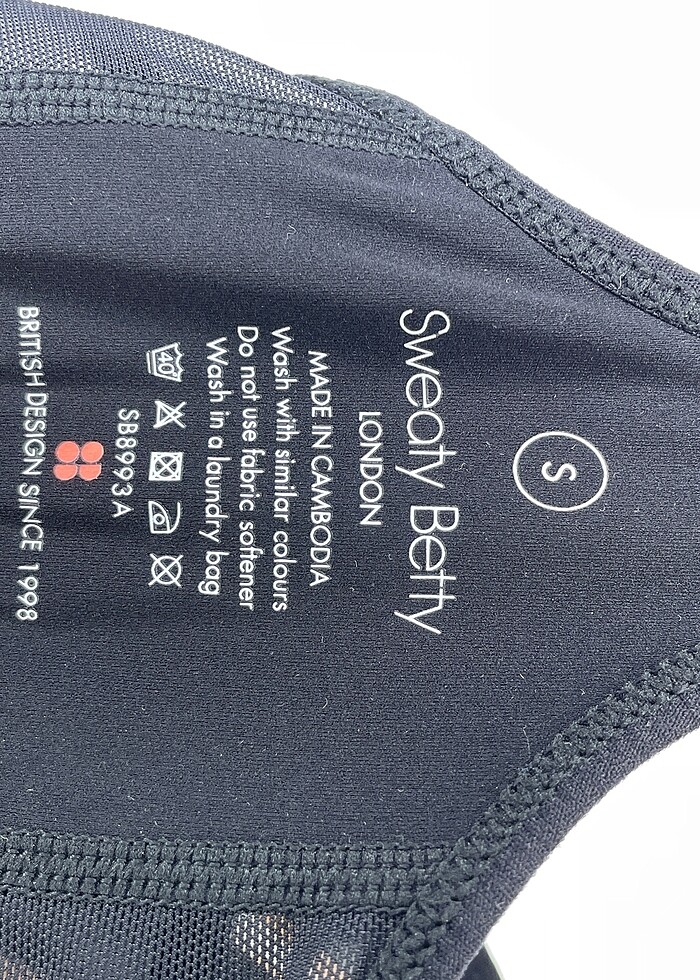 S
Sweaty Betty
LONDON
MADE IN CAMBODIA
Wash with similar colours
Do not use fabric softener
Wash in a laundry bag
40°
SB8993A
BRITISH DESIGN SINCE 1998